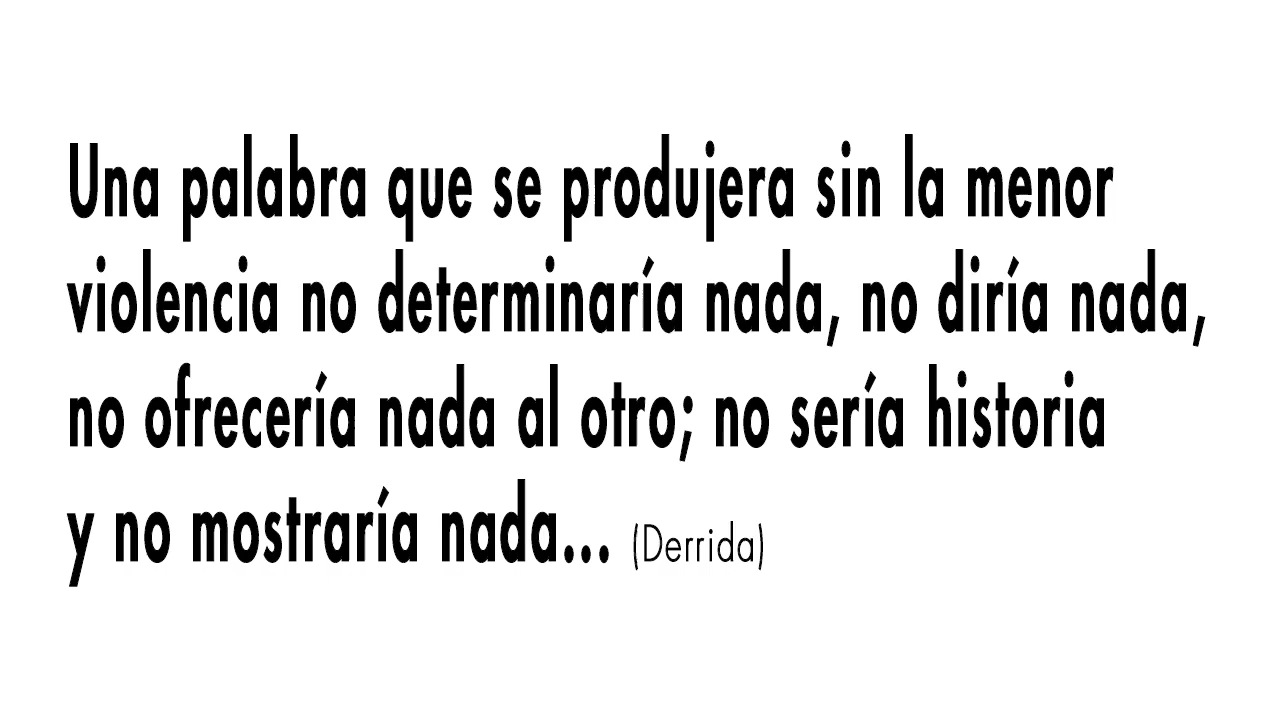 Una palabra que se produjera sin la menor
violencia no determinaría nada, no diría nada,
no ofrecería nada al otro; no sería historia
y no mostraría nada... (Derrida)